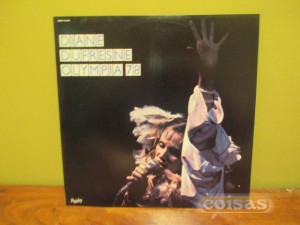 DIANE
DUFRESNE
OLYMPIA 78
coisas